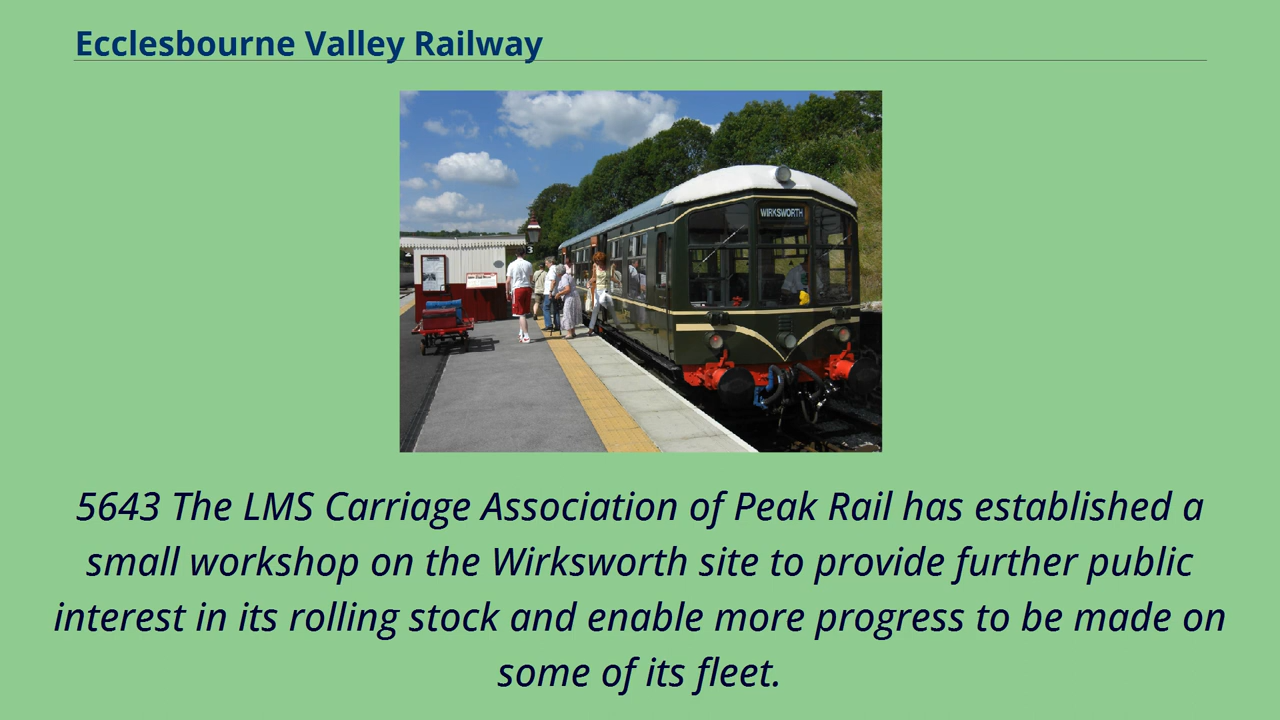 Ecclesbourne Valley Railway
WIRKSWORTH
3
5643 The LMS Carriage Association of Peak Rail has established a
small workshop on the Wirksworth site to provide further public
interest in its rolling stock and enable more progress to be made on
some of its fleet.